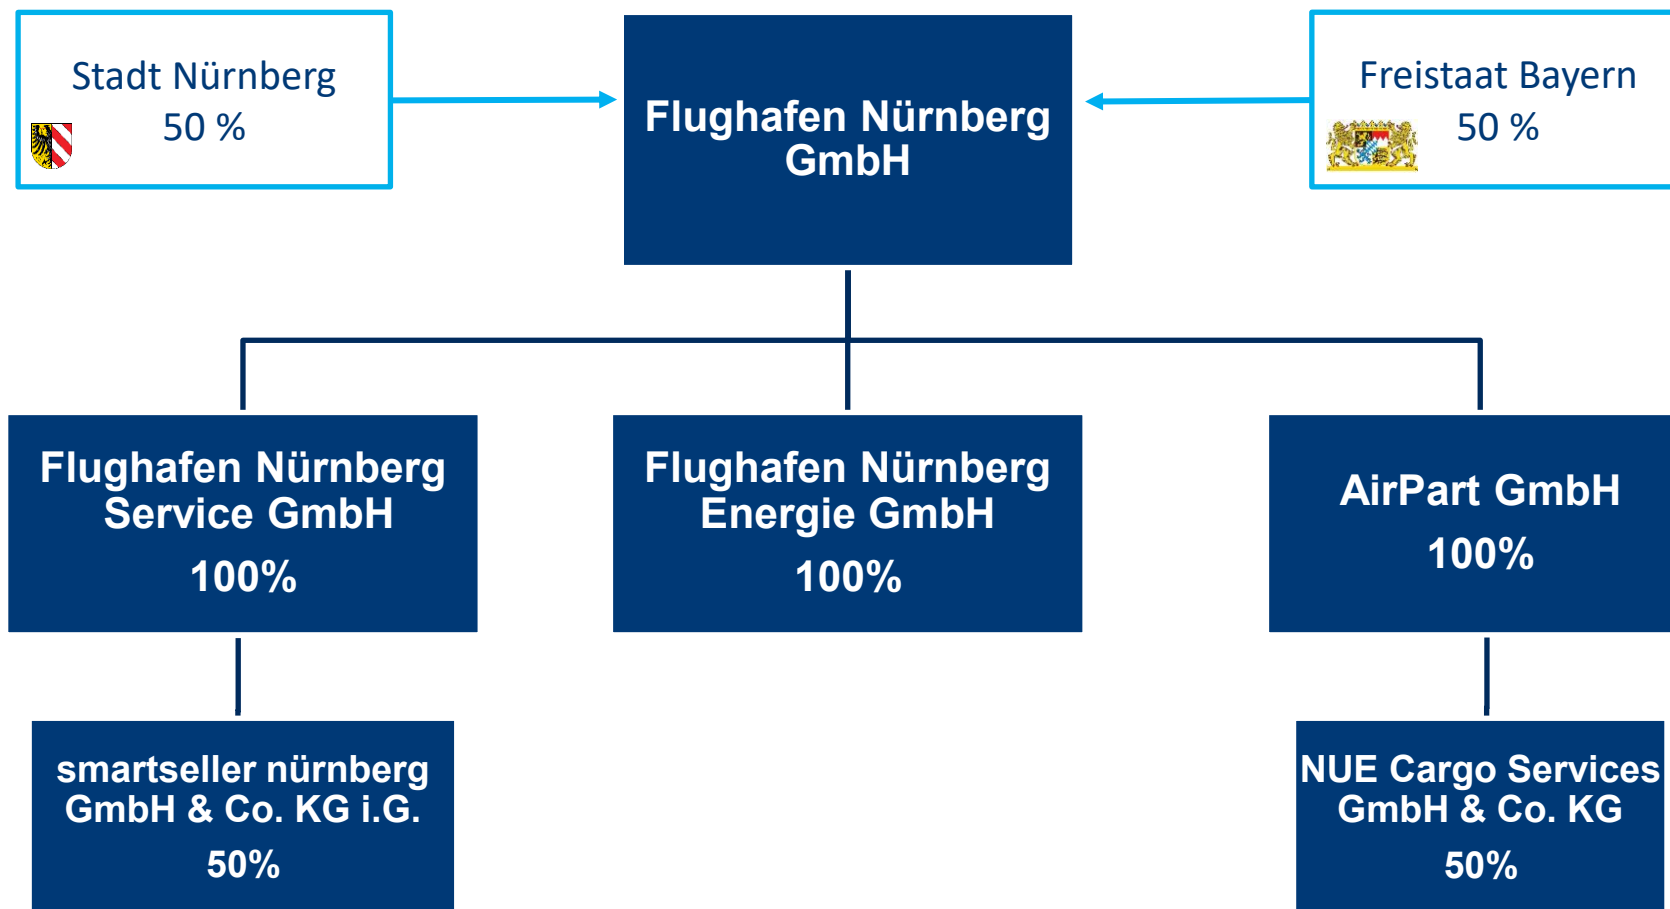 Stadt Nürnberg
50 %
Flughafen Nürnberg
GmbH
Freistaat Bayern
50 %
Flughafen Nürnberg
Service GmbH
100%
Flughafen Nürnberg
Energie GmbH
100%
AirPart GmbH
100%
smartseller nürnberg
GmbH & Co. KG i.G.
50%
NUE Cargo Services
GmbH & Co. KG
50%